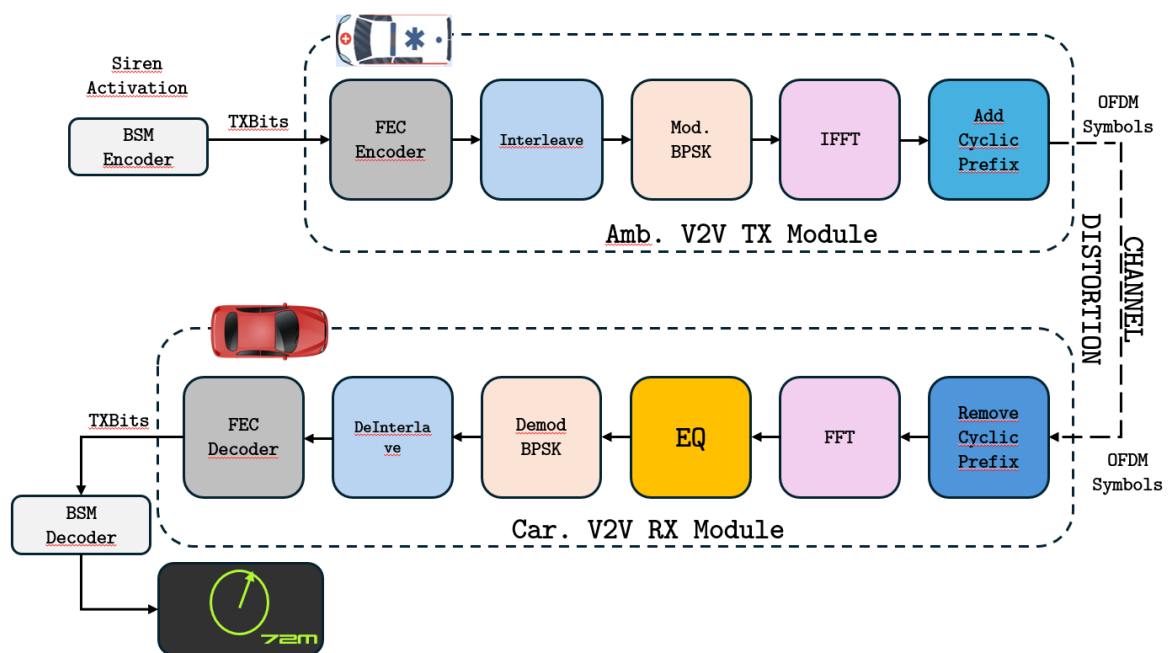 Siren
Activation
BSM
Encoder
TXBits
FEC
Encoder
Interleave
Mod.
BPSK
IFFT
Add
Cyclic
Prefix
OFDM
Symbols
Amb. V2V TX Module
CHANNEL
DISTORTION
OFDM
Symbols
Remove
Cyclic
Prefix
FFT
EQ
Demod
BPSK
DeInterla
ve
FEC
Decoder
TXBits
Car. V2V RX Module
BSM
Decoder
72m